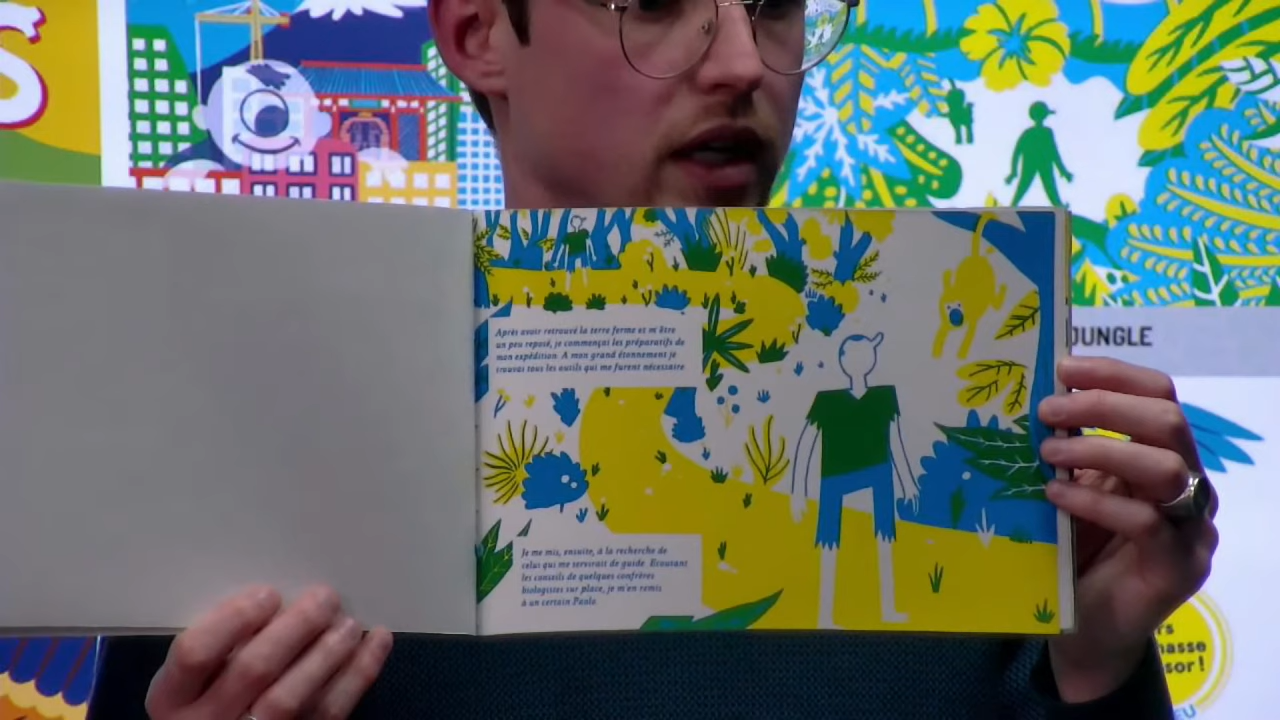 S
JUNGLE
Après avoir retrouvé la terre ferme et m'être
un peu reposé, je commençai les préparatifs de
mon expédition. A mon grand étonnement je
trouvai tous les outils qui me furent nécessaire
Je me mis, ensuite, à la recherche de
celui qui me servirait de guide. Ecoutant
les conseils de quelques confrères
biologistes sur place, je m'en remis
à un certain Paolo.